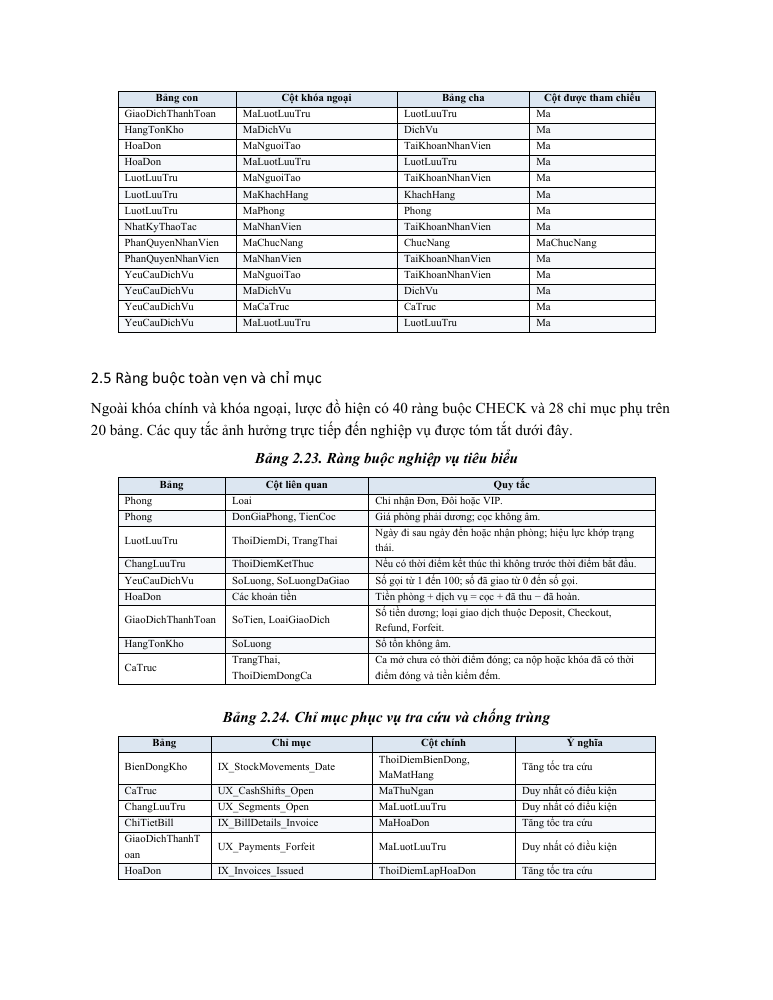 Bảng con Cột khóa ngoại Bảng cha Cột được tham chiếu
GiaoDichThanhToan MaLuotLuuTru LuotLuuTru Ma
HangTonKho MaDichVu DichVu Ma
HoaDon MaNguoiTao TaiKhoanNhanVien Ma
HoaDon MaLuotLuuTru LuotLuuTru Ma
LuotLuuTru MaNguoiTao TaiKhoanNhanVien Ma
LuotLuuTru MaKhachHang KhachHang Ma
LuotLuuTru MaPhong Phong Ma
NhatKyThaoTac MaNhanVien TaiKhoanNhanVien Ma
PhanQuyenNhanVien MaChucNang ChucNang MaChucNang
PhanQuyenNhanVien MaNhanVien TaiKhoanNhanVien Ma
YeuCauDichVu MaNguoiTao TaiKhoanNhanVien Ma
YeuCauDichVu MaDichVu DichVu Ma
YeuCauDichVu MaCaTruc CaTruc Ma
YeuCauDichVu MaLuotLuuTru LuotLuuTru Ma
2.5 Ràng buộc toàn vẹn và chỉ mục
Ngoài khóa chính và khóa ngoại, lược đồ hiện có 40 ràng buộc CHECK và 28 chỉ mục phụ trên
20 bảng. Các quy tắc ảnh hưởng trực tiếp đến nghiệp vụ được tóm tắt dưới đây.
Bảng 2.23. Ràng buộc nghiệp vụ tiêu biểu
Bảng Cột liên quan Quy tắc
Phong Loai Chỉ nhận Đơn, Đôi hoặc VIP.
Phong DonGiaPhong, TienCoc Giá phòng phải dương; cọc không âm.
LuotLuuTru ThoiDiemDi, TrangThai Ngày đi sau ngày đến hoặc nhận phòng; hiệu lực khớp trạng
thái.
ChangLuuTru ThoiDiemKetThuc Nếu có thời điểm kết thúc thì không trước thời điểm bắt đầu.
YeuCauDichVu SoLuong, SoLuongDaGiao Số gọi từ 1 đến 100; số đã giao từ 0 đến số gọi.
HoaDon Các khoản tiền Tiền phòng + dịch vụ = cọc + đã thu − đã hoàn.
GiaoDichThanhToan SoTien, LoaiGiaoDich Số tiền dương; loại giao dịch thuộc Deposit, Checkout,
Refund, Forfeit.
HangTonKho SoLuong Số tồn không âm.
CaTruc TrangThai, Ca mở chưa có thời điểm đóng; ca nộp hoặc khóa đã có thời
ThoiDiemDongCa điểm đóng và tiền kiểm đếm.
Bảng 2.24. Chỉ mục phục vụ tra cứu và chống trùng
Bảng Chỉ mục Cột chính Ý nghĩa
BienDongKho IX_StockMovements_Date ThoiDiemBienDong, Tăng tốc tra cứu
MaMatHang
CaTruc UX_CashShifts_Open MaThuNgan Duy nhất có điều kiện
ChangLuuTru UX_Segments_Open MaLuotLuuTru Duy nhất có điều kiện
ChiTietBill IX_BillDetails_Invoice MaHoaDon Tăng tốc tra cứu
GiaoDichThanhT UX_Payments_Forfeit MaLuotLuuTru Duy nhất có điều kiện
oan
HoaDon IX_Invoices_Issued ThoiDiemLapHoaDon Tăng tốc tra cứu